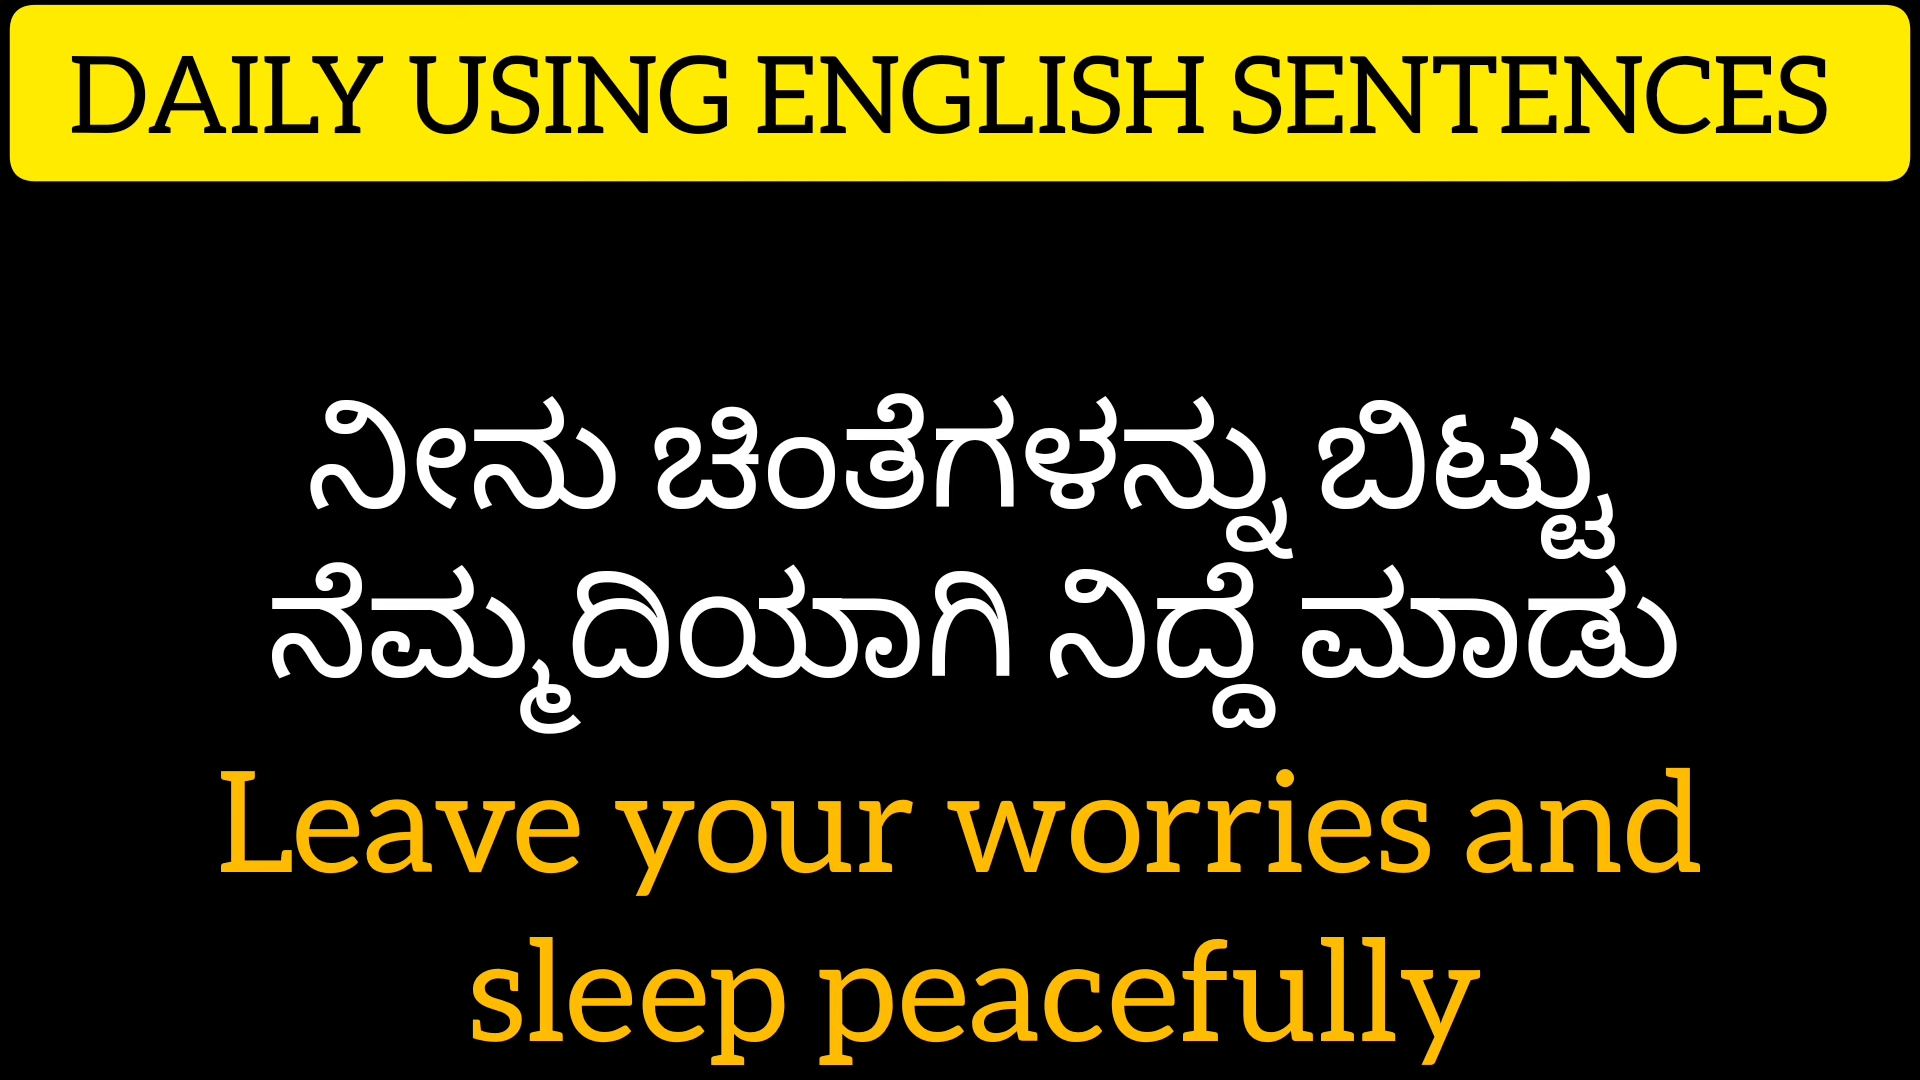 DAILY USING ENGLISH SENTENCES
ನೀನು ಚಿಂತೆಗಳನ್ನು ಬಿಟ್ಟು
ನೆಮ್ಮದಿಯಾಗಿ ನಿದ್ದೆ ಮಾಡು
Leave your worries and
sleep peacefully